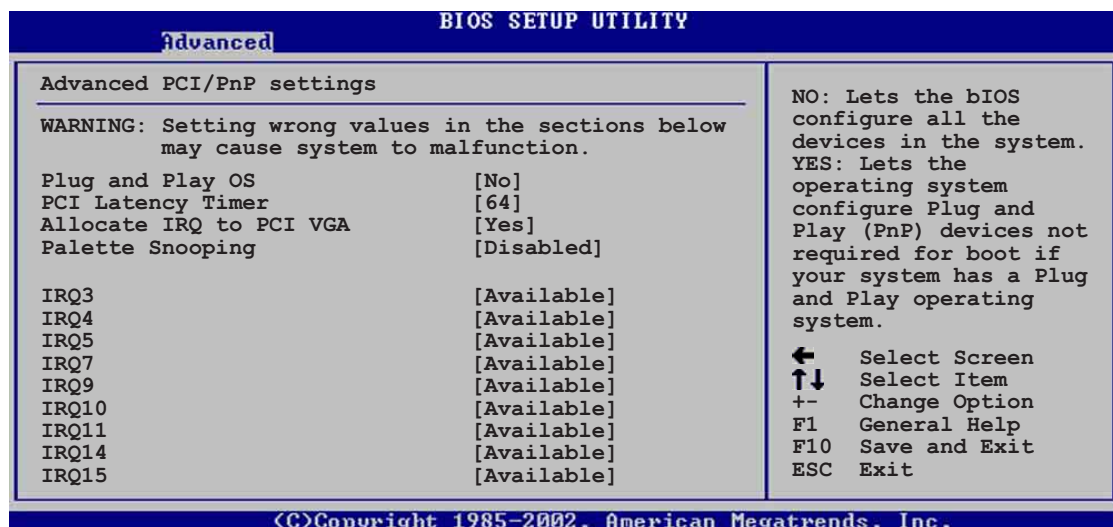 BIOS SETUP UTILITY
Advanced
Advanced PCI/PnP settings
WARNING: Setting wrong values in the sections below
may cause system to malfunction.
Plug and Play OS [No]
PCI Latency Timer [64]
Allocate IRQ to PCI VGA [Yes]
Palette Snooping [Disabled]
IRQ3 [Available]
IRQ4 [Available]
IRQ5 [Available]
IRQ7 [Available]
IRQ9 [Available]
IRQ10 [Available]
IRQ11 [Available]
IRQ14 [Available]
IRQ15 [Available]
NO: Lets the bIOS
configure all the
devices in the system.
YES: Lets the
operating system
configure Plug and
Play (PnP) devices not
required for boot if
your system has a Plug
and Play operating
system.
← Select Screen
↑↓ Select Item
+- Change Option
F1 General Help
F10 Save and Exit
ESC Exit
(C)Copyright 1985-2002, American Megatrends, Inc.